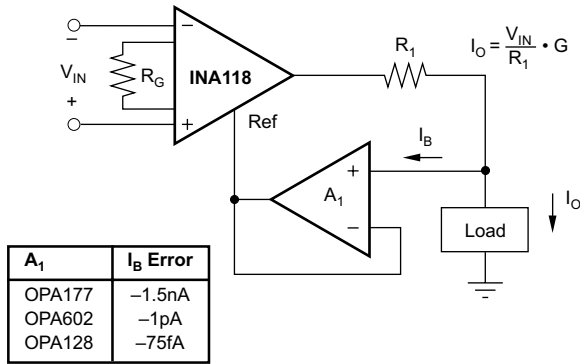 −
V_IN
+
R_G
−
INA118
+
Ref
R_1
I_O = V_IN / R_1 • G
I_B
+
A_1
−
Load
I_O
A_1 I_B Error
OPA177 –1.5nA
OPA602 –1pA
OPA128 –75fA